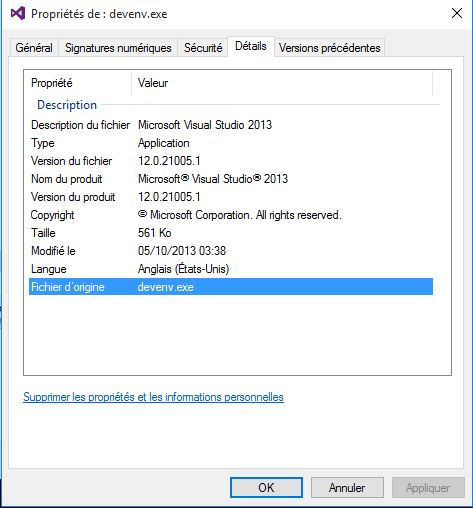 Propriétés de : devenv.exe
Général Signatures numériques Sécurité Détails Versions précédentes
Propriété Valeur
Description
Description du fichier Microsoft Visual Studio 2013
Type Application
Version du fichier 12.0.21005.1
Nom du produit Microsoft® Visual Studio® 2013
Version du produit 12.0.21005.1
Copyright © Microsoft Corporation. All rights reserved.
Taille 561 Ko
Modifié le 05/10/2013 03:38
Langue Anglais (États-Unis)
Fichier d'origine devenv.exe
Supprimer les propriétés et les informations personnelles
OK Annuler Appliquer